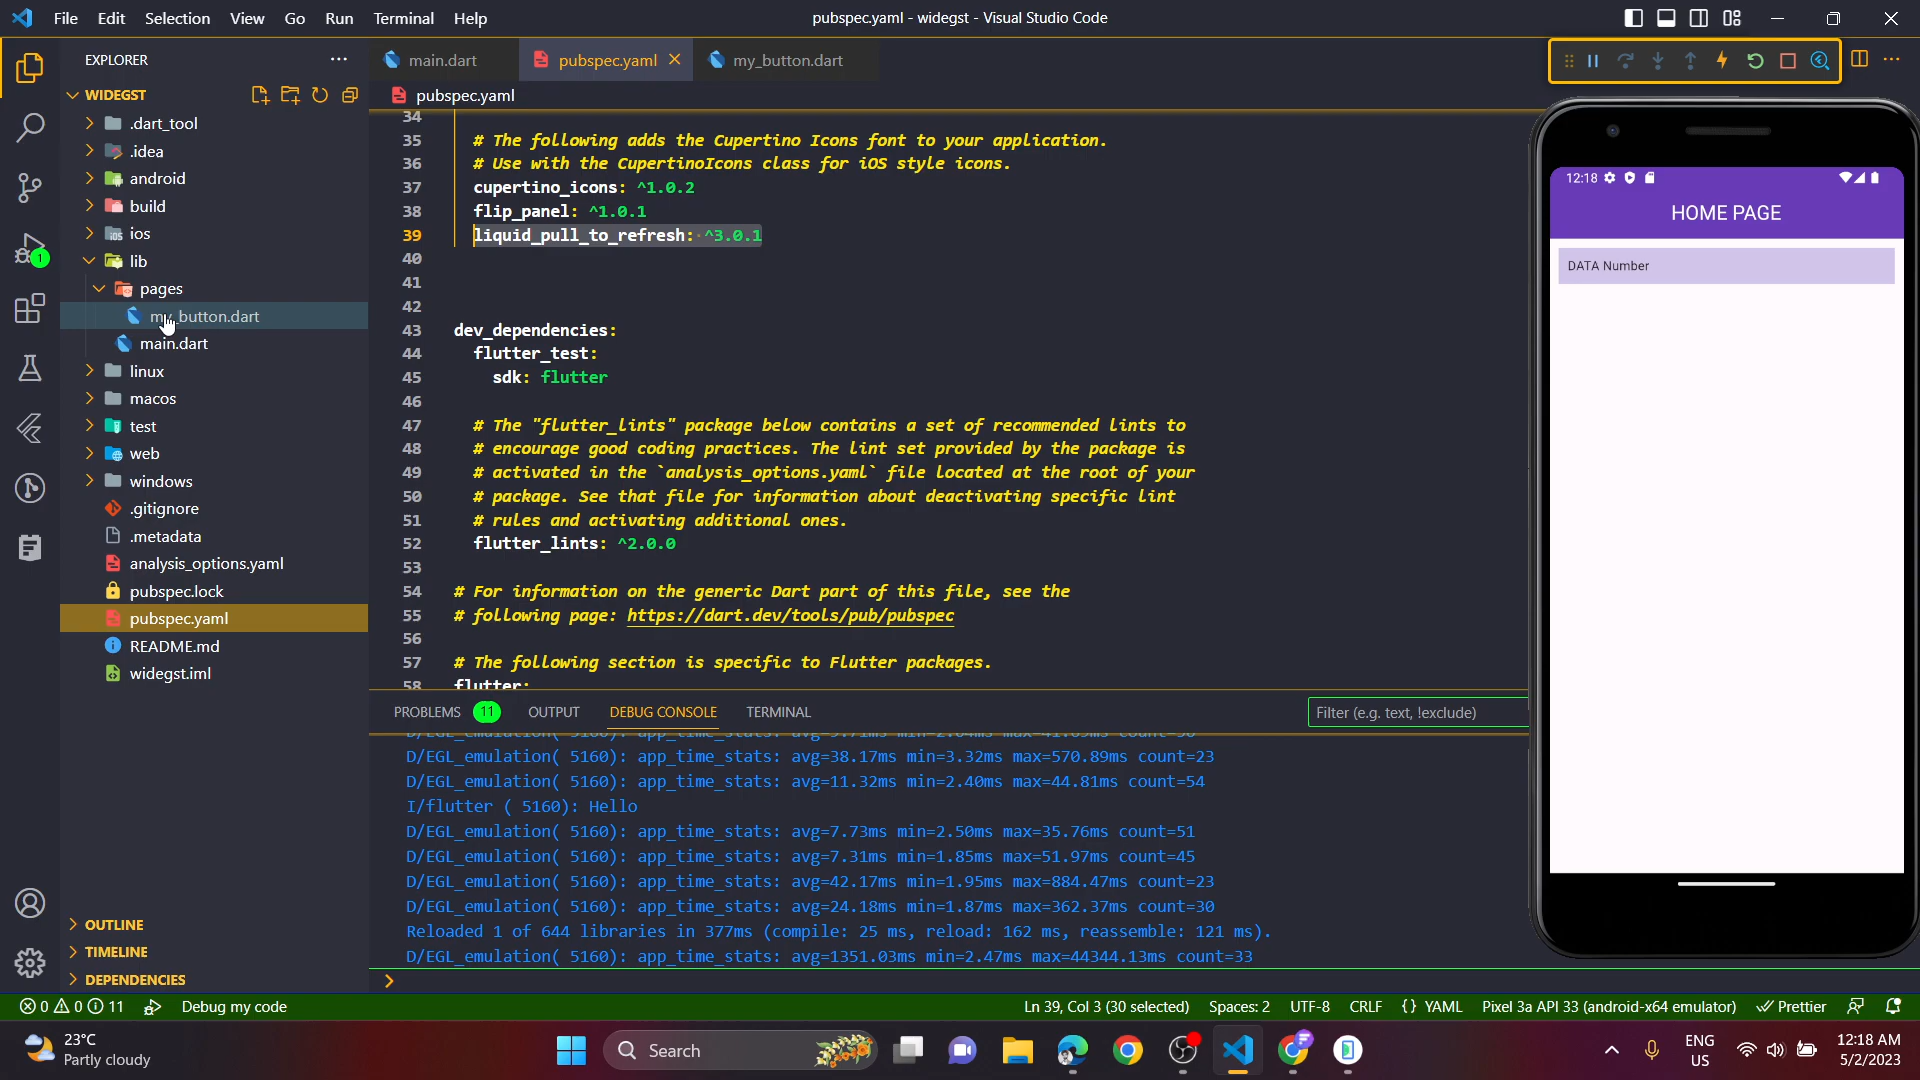 File Edit Selection View Go Run Terminal Help
pubspec.yaml - widegst - Visual Studio Code
EXPLORER
WIDEGST
.dart_tool
.idea
android
build
ios
lib
pages
my_button.dart
main.dart
linux
macos
test
web
windows
.gitignore
.metadata
analysis_options.yaml
pubspec.lock
pubspec.yaml
README.md
widegst.iml
OUTLINE
TIMELINE
DEPENDENCIES
main.dart
pubspec.yaml
my_button.dart
pubspec.yaml
34
35 # The following adds the Cupertino Icons font to your application.
36 # Use with the CupertinoIcons class for iOS style icons.
37 cupertino_icons: ^1.0.2
38 flip_panel: ^1.0.1
39 liquid_pull_to_refresh: ^3.0.1
40
41
42
43 dev_dependencies:
44 flutter_test:
45 sdk: flutter
46
47 # The "flutter_lints" package below contains a set of recommended lints to
48 # encourage good coding practices. The lint set provided by the package is
49 # activated in the `analysis_options.yaml` file located at the root of your
50 # package. See that file for information about deactivating specific lint
51 # rules and activating additional ones.
52 flutter_lints: ^2.0.0
53
54 # For information on the generic Dart part of this file, see the
55 # following page: https://dart.dev/tools/pub/pubspec
56
57 # The following section is specific to Flutter packages.
58 flutter:
PROBLEMS 11 OUTPUT DEBUG CONSOLE TERMINAL
Filter (e.g. text, !exclude)
D/EGL_emulation( 5160): app_time_stats: avg=38.17ms min=3.32ms max=570.89ms count=23
D/EGL_emulation( 5160): app_time_stats: avg=11.32ms min=2.40ms max=44.81ms count=54
I/flutter ( 5160): Hello
D/EGL_emulation( 5160): app_time_stats: avg=7.73ms min=2.50ms max=35.76ms count=51
D/EGL_emulation( 5160): app_time_stats: avg=7.31ms min=1.85ms max=51.97ms count=45
D/EGL_emulation( 5160): app_time_stats: avg=42.17ms min=1.95ms max=884.47ms count=23
D/EGL_emulation( 5160): app_time_stats: avg=24.18ms min=1.87ms max=362.37ms count=30
Reloaded 1 of 644 libraries in 377ms (compile: 25 ms, reload: 162 ms, reassemble: 121 ms).
D/EGL_emulation( 5160): app_time_stats: avg=1351.03ms min=2.47ms max=44344.13ms count=33
12:18
HOME PAGE
DATA Number
1
0 0 11 Debug my code
Ln 39, Col 3 (30 selected) Spaces: 2 UTF-8 CRLF {} YAML Pixel 3a API 33 (android-x64 emulator) Prettier
23°C
Partly cloudy
Search
ENG
US
12:18 AM
5/2/2023